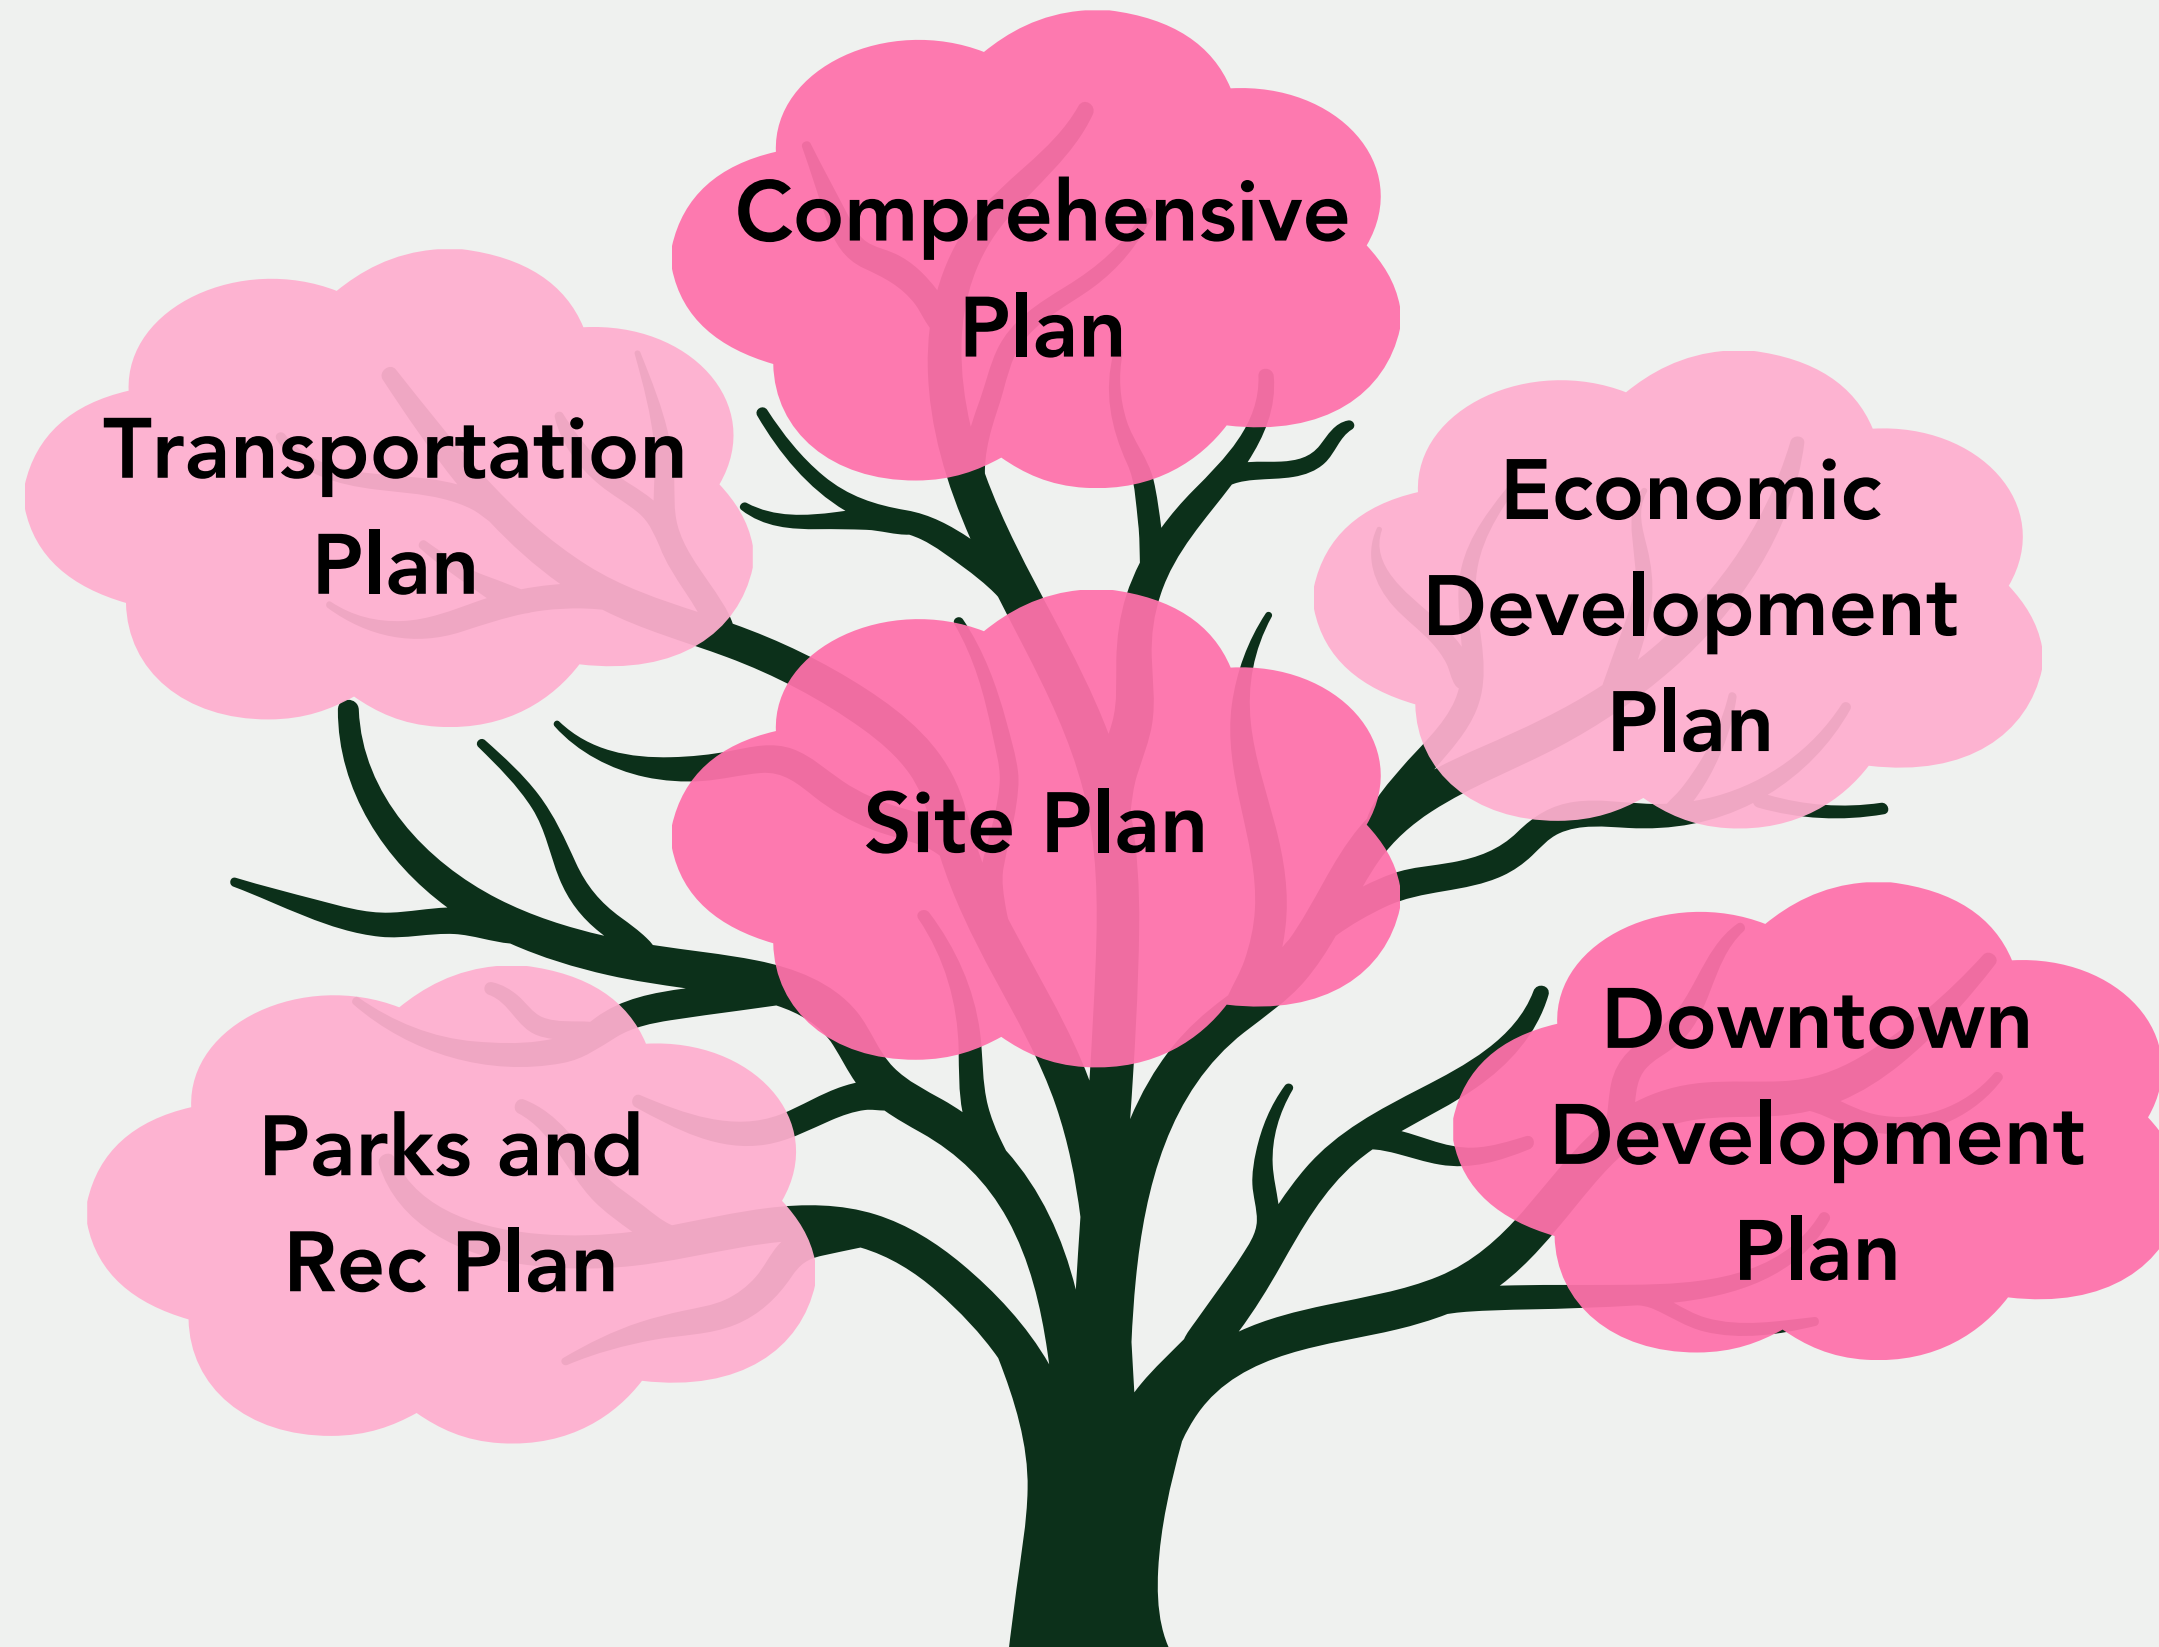 Comprehensive
Plan
Transportation
Plan
Economic
Development
Plan
Site Plan
Downtown
Development
Plan
Parks and
Rec Plan